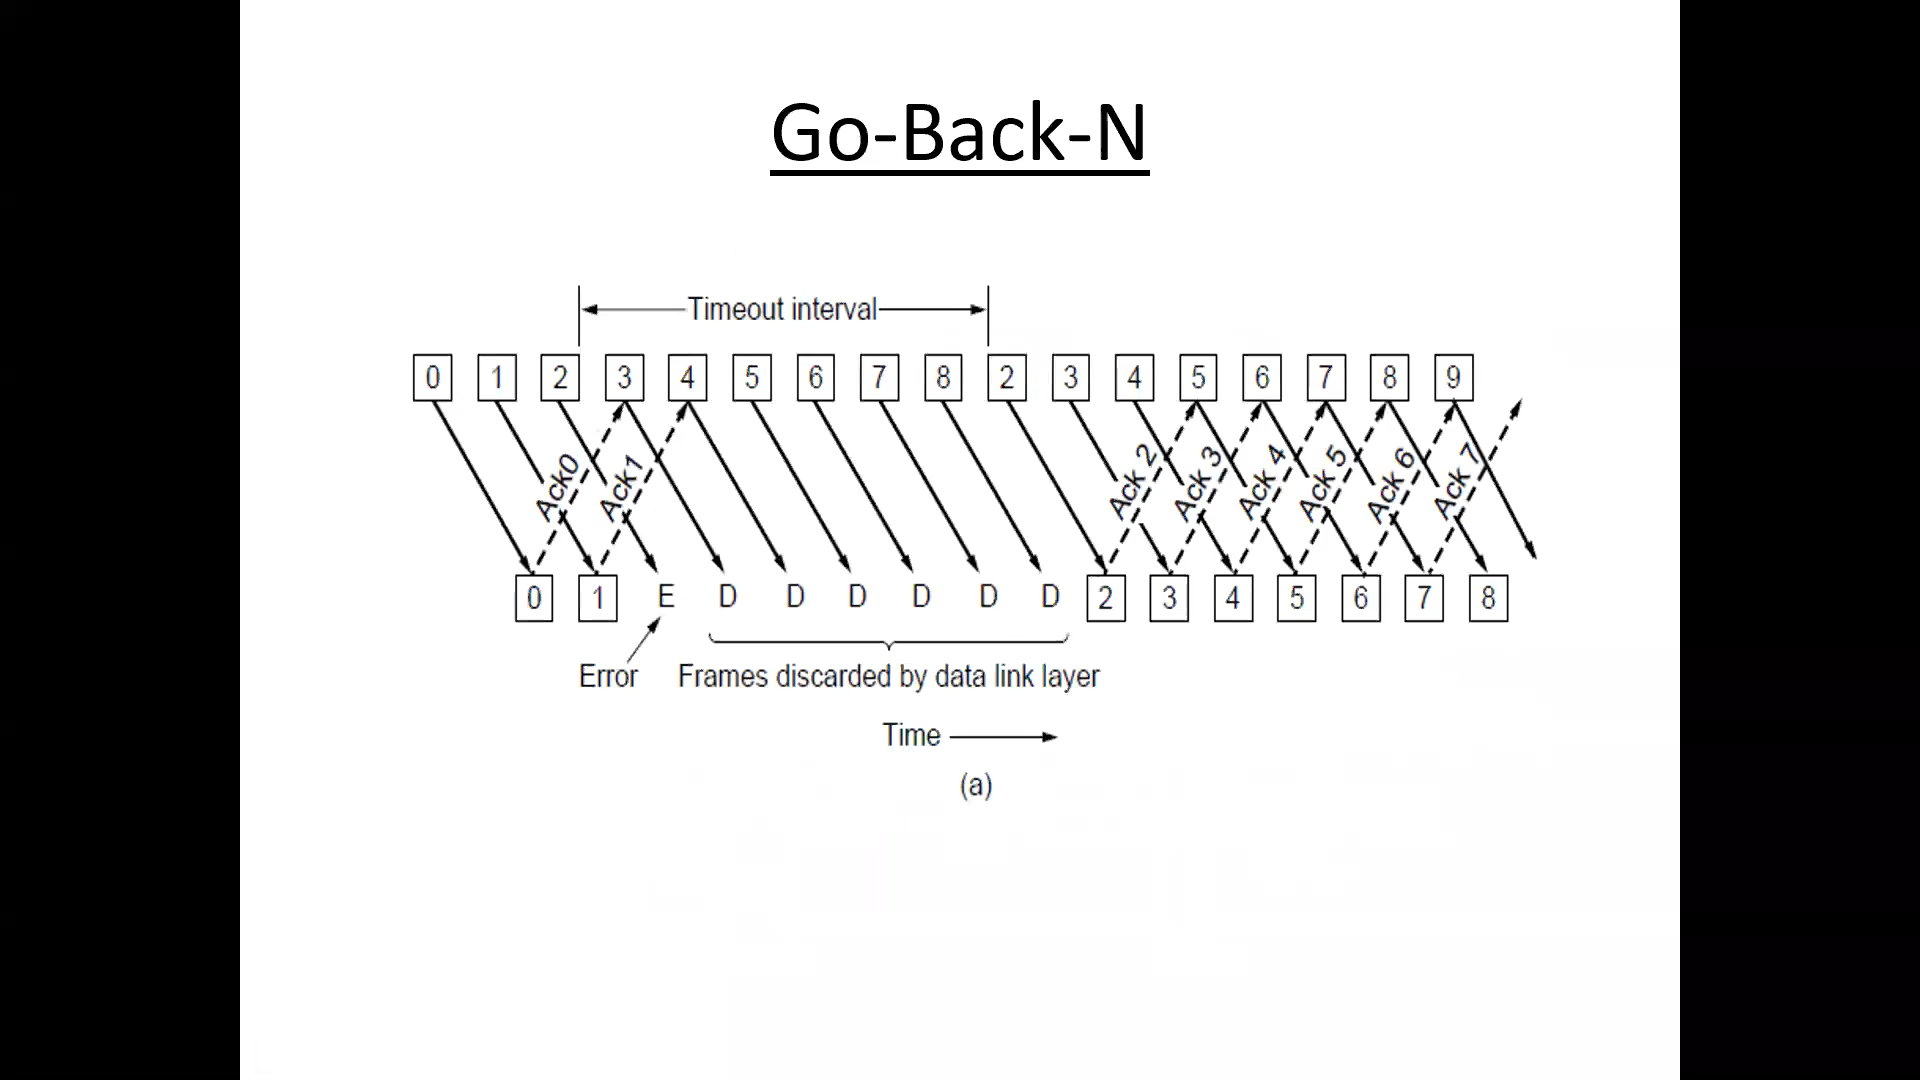 Go-Back-N
Timeout interval
0 1 2 3 4 5 6 7 8 2 3 4 5 6 7 8 9
Ack0 Ack1 Ack 2 Ack 3 Ack 4 Ack 5 Ack 6 Ack 7
0 1 E D D D D D D 2 3 4 5 6 7 8
Error Frames discarded by data link layer
Time
(a)